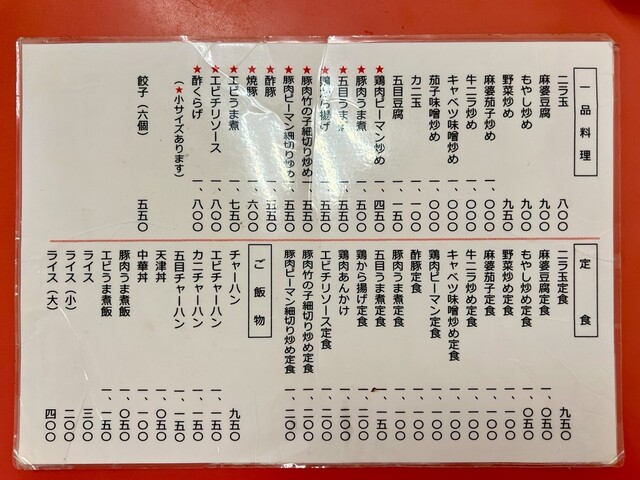 一品料理
ニラ玉 八〇〇
麻婆豆腐 九〇〇
もやし炒め 九〇〇
野菜炒め 九五〇
麻婆茄子炒め 一、〇〇〇
牛ニラ炒め 一、〇〇〇
キャベツ味噌炒め 一、〇〇〇
茄子味噌炒め 一、〇〇〇
カニ玉 一、一〇〇
五目豆腐 一、一五〇
★鶏肉ピーマン炒め 一、四五〇
★豚肉うま煮 一、五〇〇
★五目うま煮 一、五五〇
★鶏から揚げ 一、五五〇
★豚肉竹の子細切り炒め 一、五五〇
★豚肉ピーマン細切り炒め 一、五五〇
★酢豚 一、五五〇
★焼豚 一、六〇〇
★エビうま煮 一、七五〇
★エビチリソース 一、八〇〇
★酢くらげ 一、八〇〇
(★小サイズあります)
餃子(六個) 五五〇
定食
ニラ玉定食 九五〇
麻婆豆腐定食 一、〇五〇
もやし炒め定食 一、〇五〇
野菜炒め定食 一、一〇〇
麻婆茄子定食 一、一〇〇
牛ニラ炒め定食 一、一〇〇
キャベツ味噌炒め定食 一、一〇〇
鶏肉ピーマン定食 一、一〇〇
酢豚定食 一、一〇〇
豚肉うま煮定食 一、一〇〇
五目うま煮定食 一、一五〇
鶏から揚げ定食 一、二〇〇
鶏肉あんかけ 一、二〇〇
エビチリソース定食 一、二〇〇
豚肉竹の子細切り炒め定食 一、二〇〇
豚肉ピーマン細切り炒め定食 一、二〇〇
ご飯物
チャーハン 九五〇
エビチャーハン 一、一五〇
カニチャーハン 一、一五〇
五目チャーハン 一、一五〇
天津丼 一、〇五〇
中華丼 一、一〇〇
豚肉うま煮飯 一、〇五〇
エビうま煮飯 一、一五〇
ライス 三〇〇
ライス(小) 二〇〇
ライス(大) 四〇〇